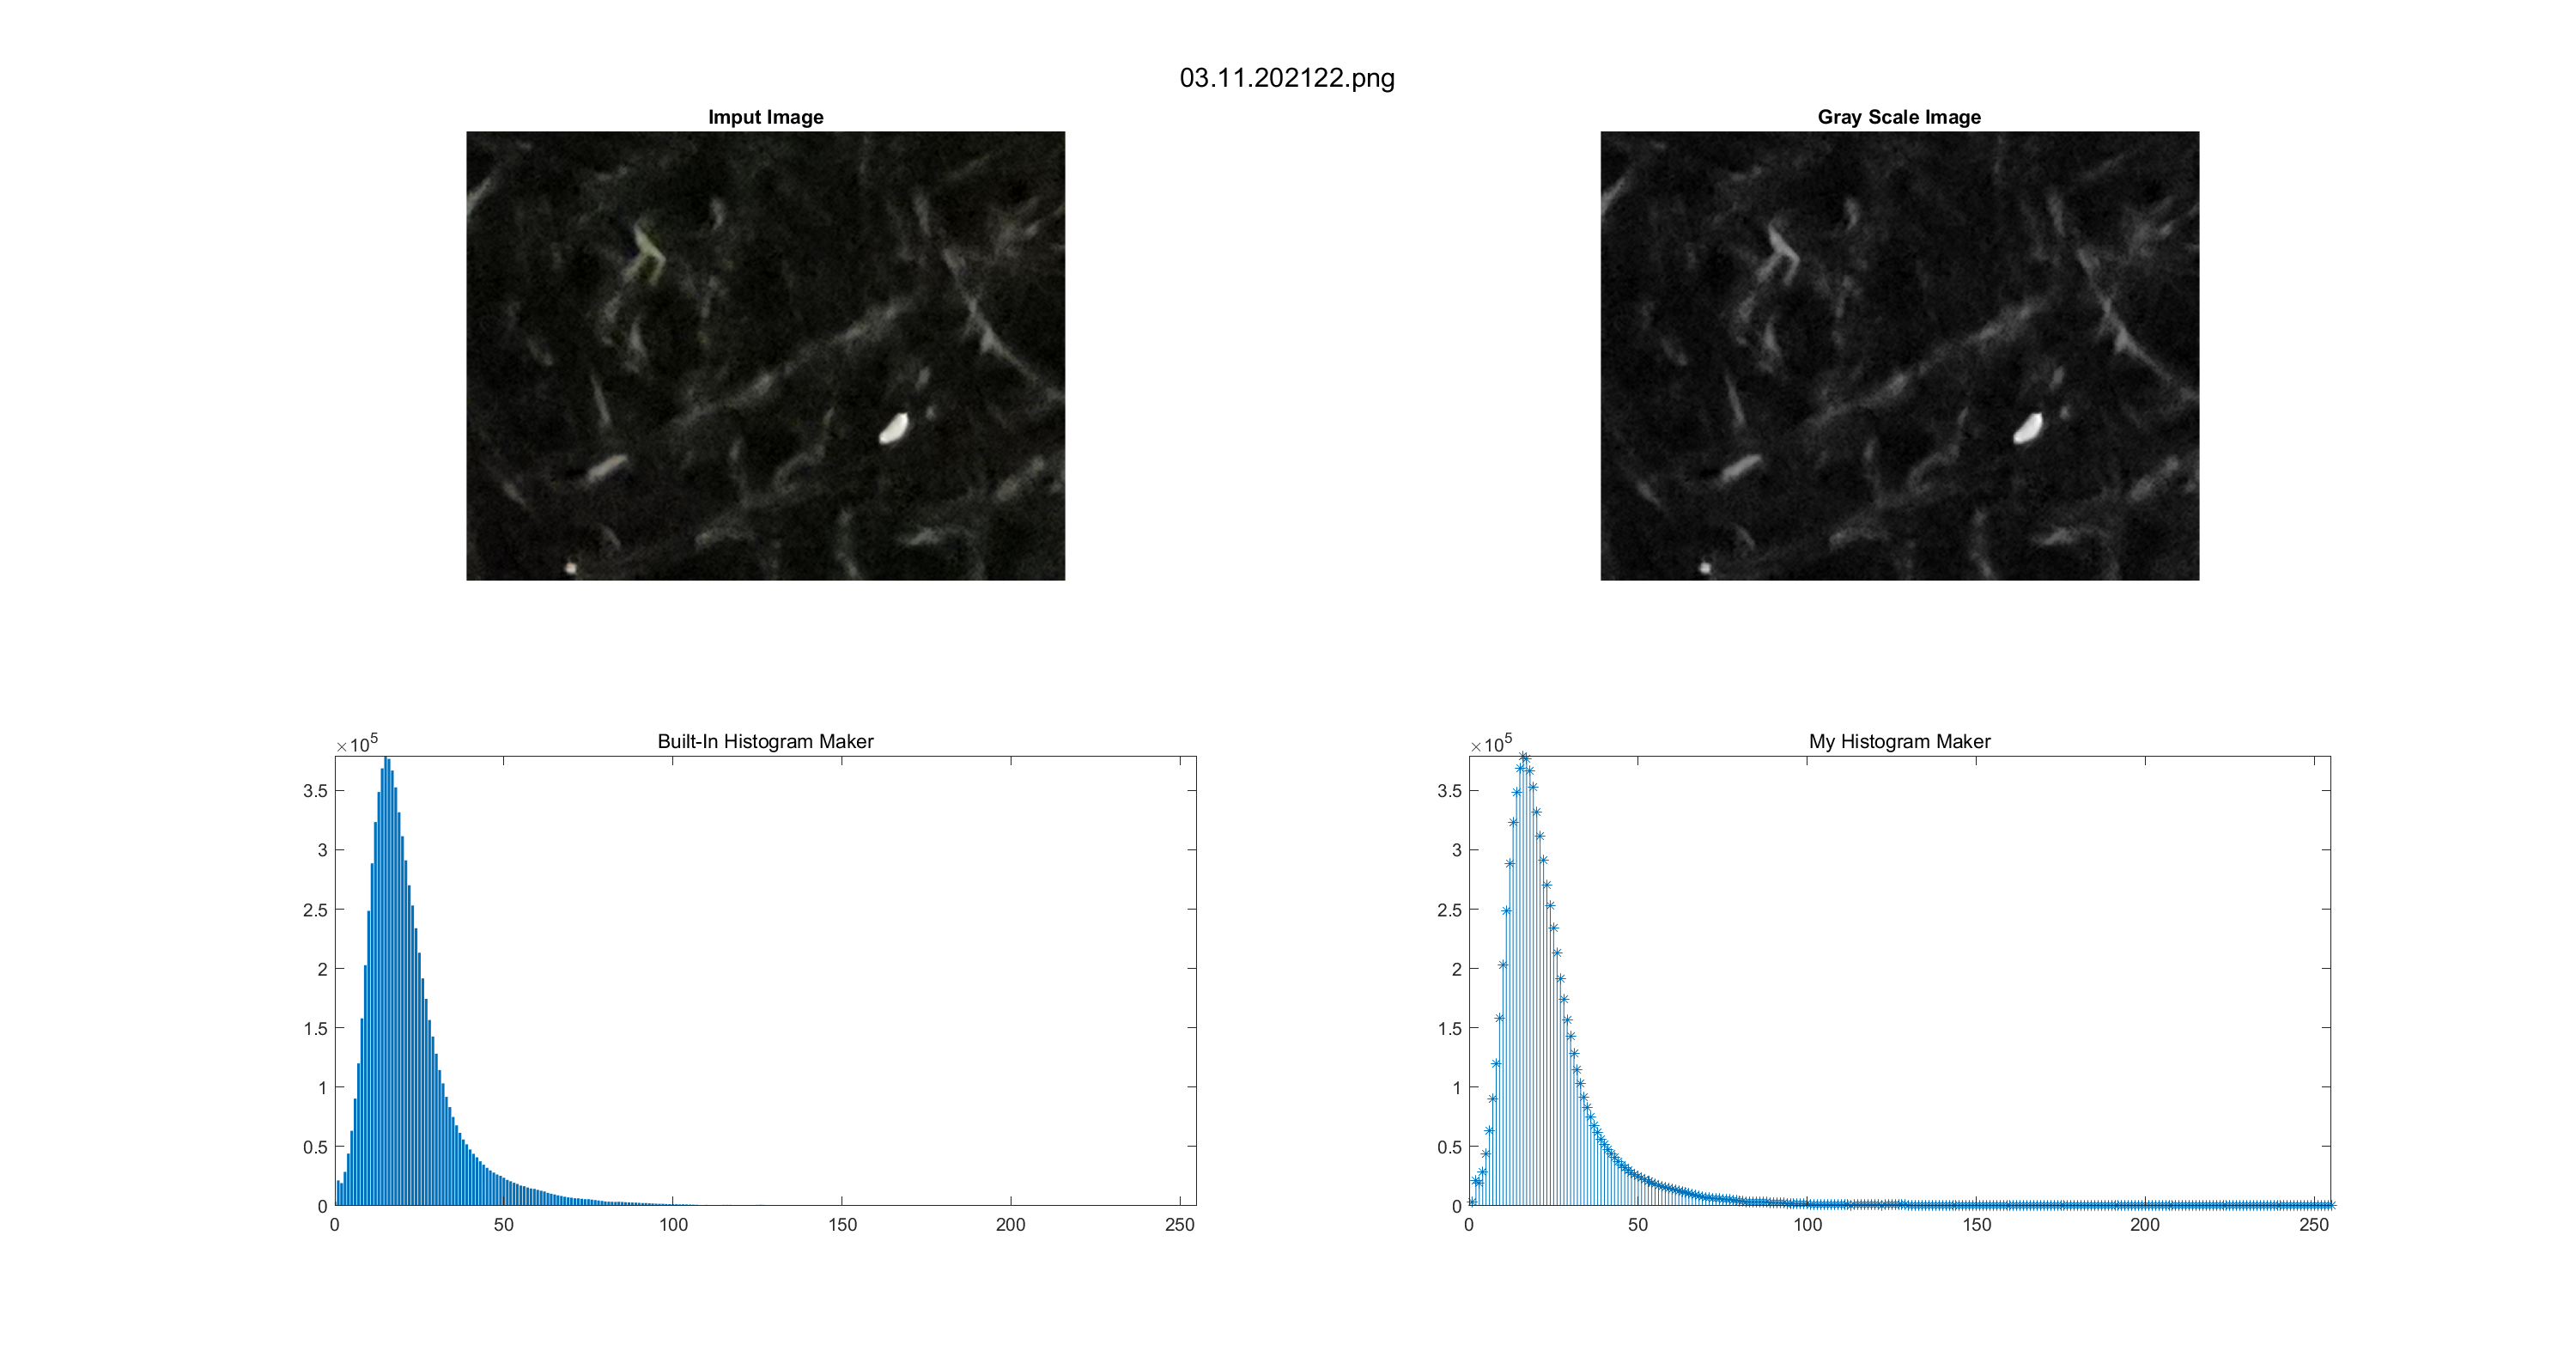 03.11.202122.png
Imput Image
Gray Scale Image
Built-In Histogram Maker
×10^5
3.5
3
2.5
2
1.5
1
0.5
0
0 50 100 150 200 250
My Histogram Maker
×10^5
3.5
3
2.5
2
1.5
1
0.5
0
0 50 100 150 200 250